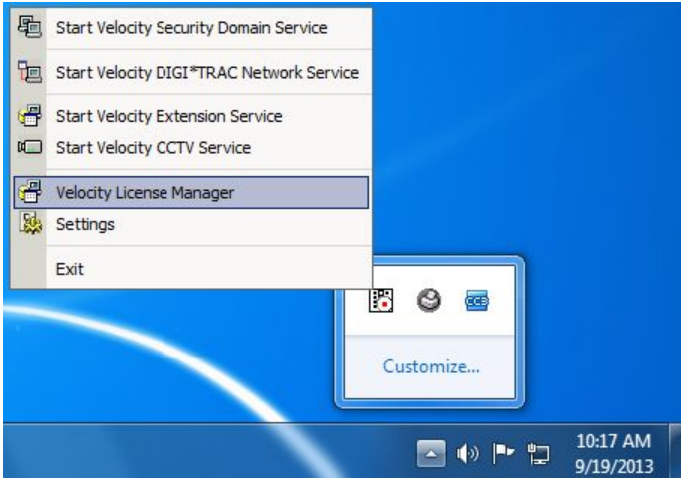 Start Velocity Security Domain Service
Start Velocity DIGI*TRAC Network Service
Start Velocity Extension Service
Start Velocity CCTV Service
Velocity License Manager
Settings
Exit
CCB
Customize...
10:17 AM
9/19/2013